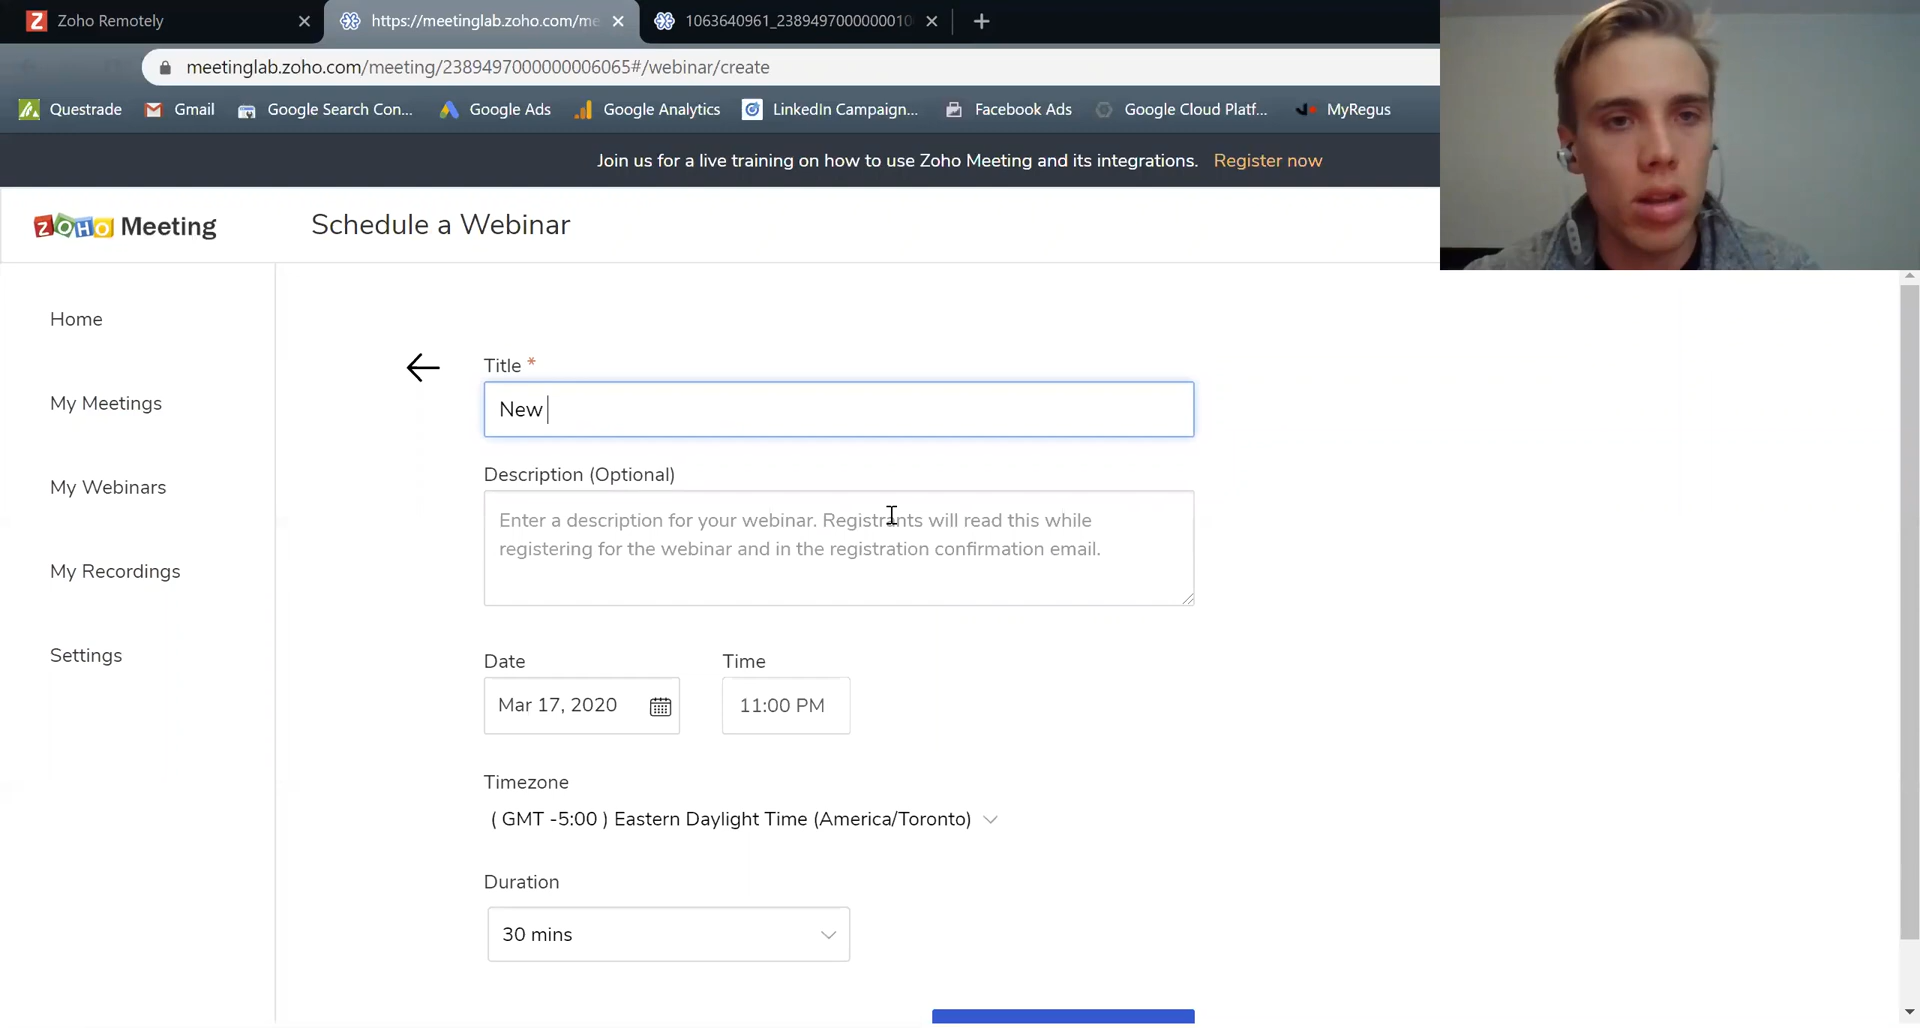 Zoho Remotely
https://meetinglab.zoho.com/me
1063640961_2389497000000010
meetinglab.zoho.com/meeting/2389497000000006065#/webinar/create
Questrade Gmail Google Search Con... Google Ads Google Analytics LinkedIn Campaign... Facebook Ads Google Cloud Platf... MyRegus
Join us for a live training on how to use Zoho Meeting and its integrations. Register now
ZOHO Meeting
Schedule a Webinar
Home
My Meetings
My Webinars
My Recordings
Settings
Title *
New
Description (Optional)
Enter a description for your webinar. Registrants will read this while
registering for the webinar and in the registration confirmation email.
Date Time
Mar 17, 2020 11:00 PM
Timezone
( GMT -5:00 ) Eastern Daylight Time (America/Toronto)
Duration
30 mins